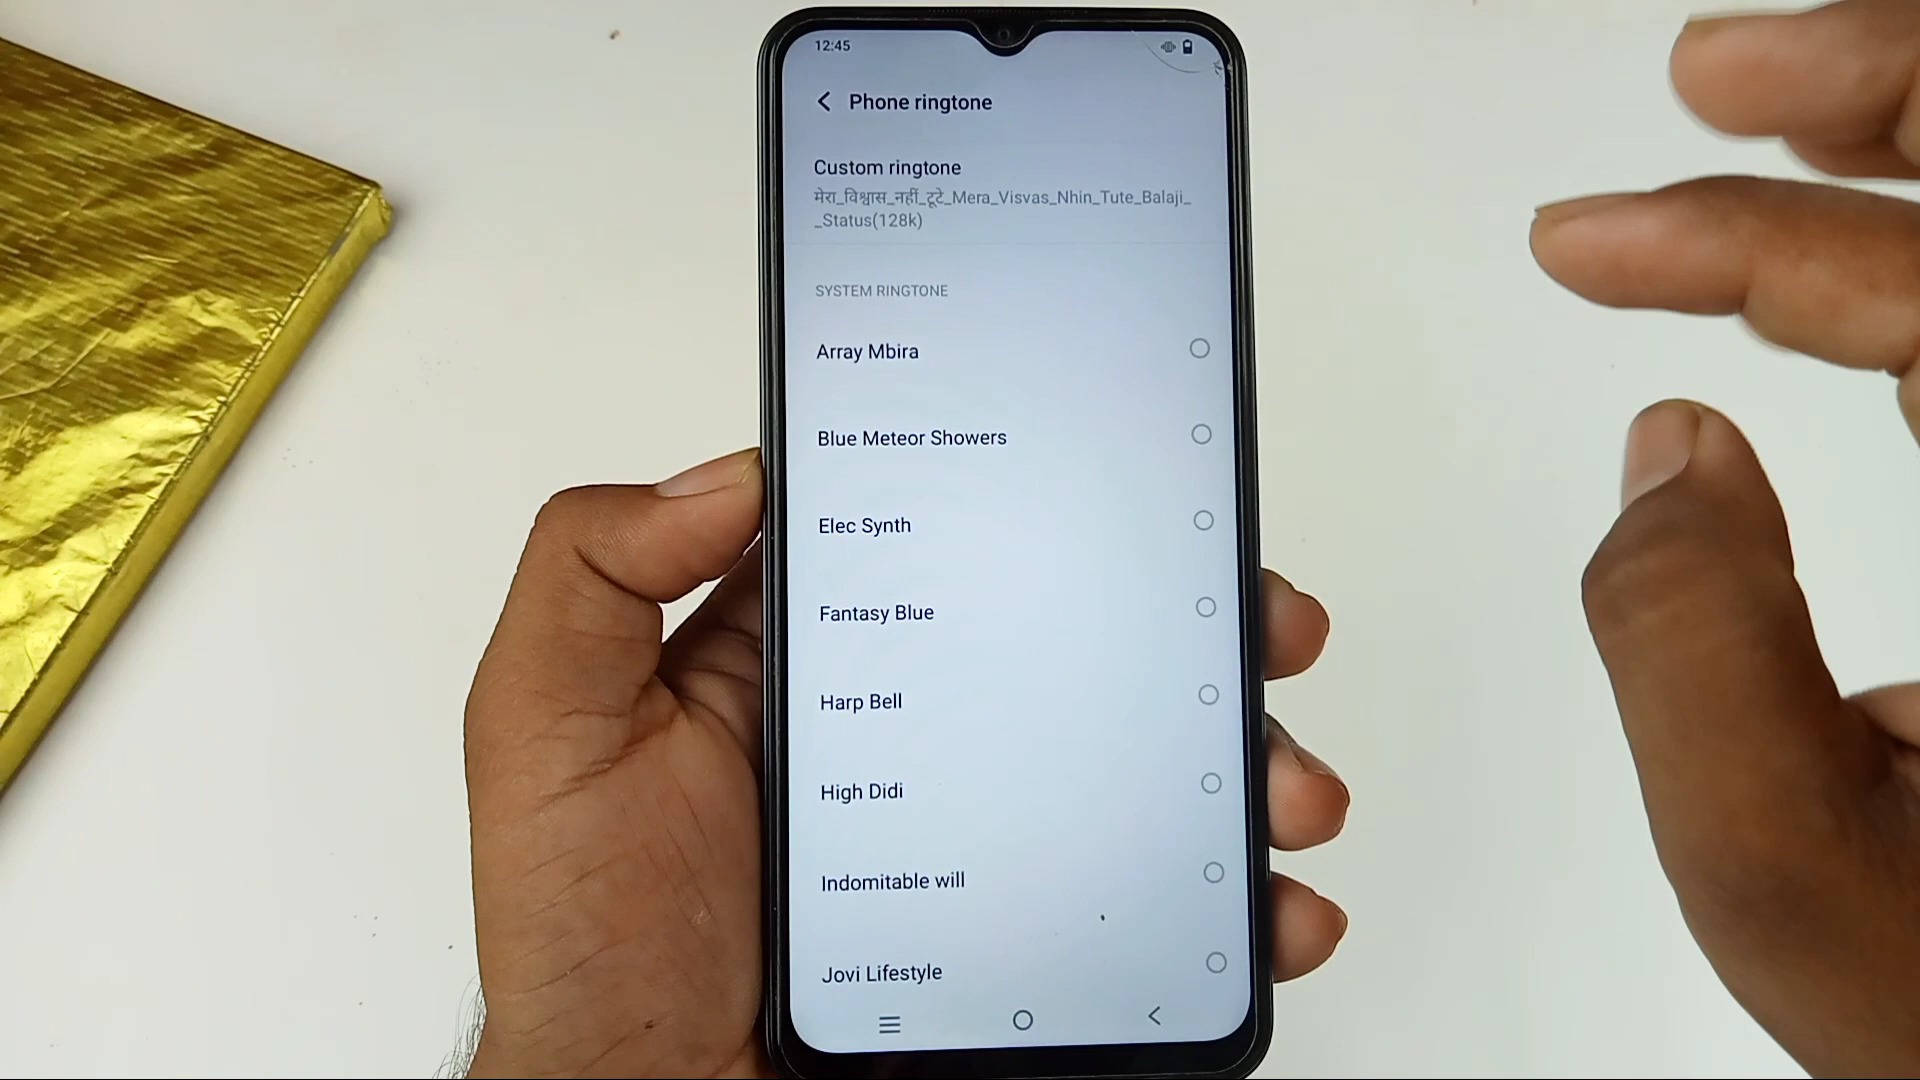 12:45
Phone ringtone
Custom ringtone
मेरा_विश्वास_नहीं_टूटे_Mera_Visvas_Nhin_Tute_Balaji_
_Status(128k)
SYSTEM RINGTONE
Array Mbira
Blue Meteor Showers
Elec Synth
Fantasy Blue
Harp Bell
High Didi
Indomitable will
Jovi Lifestyle